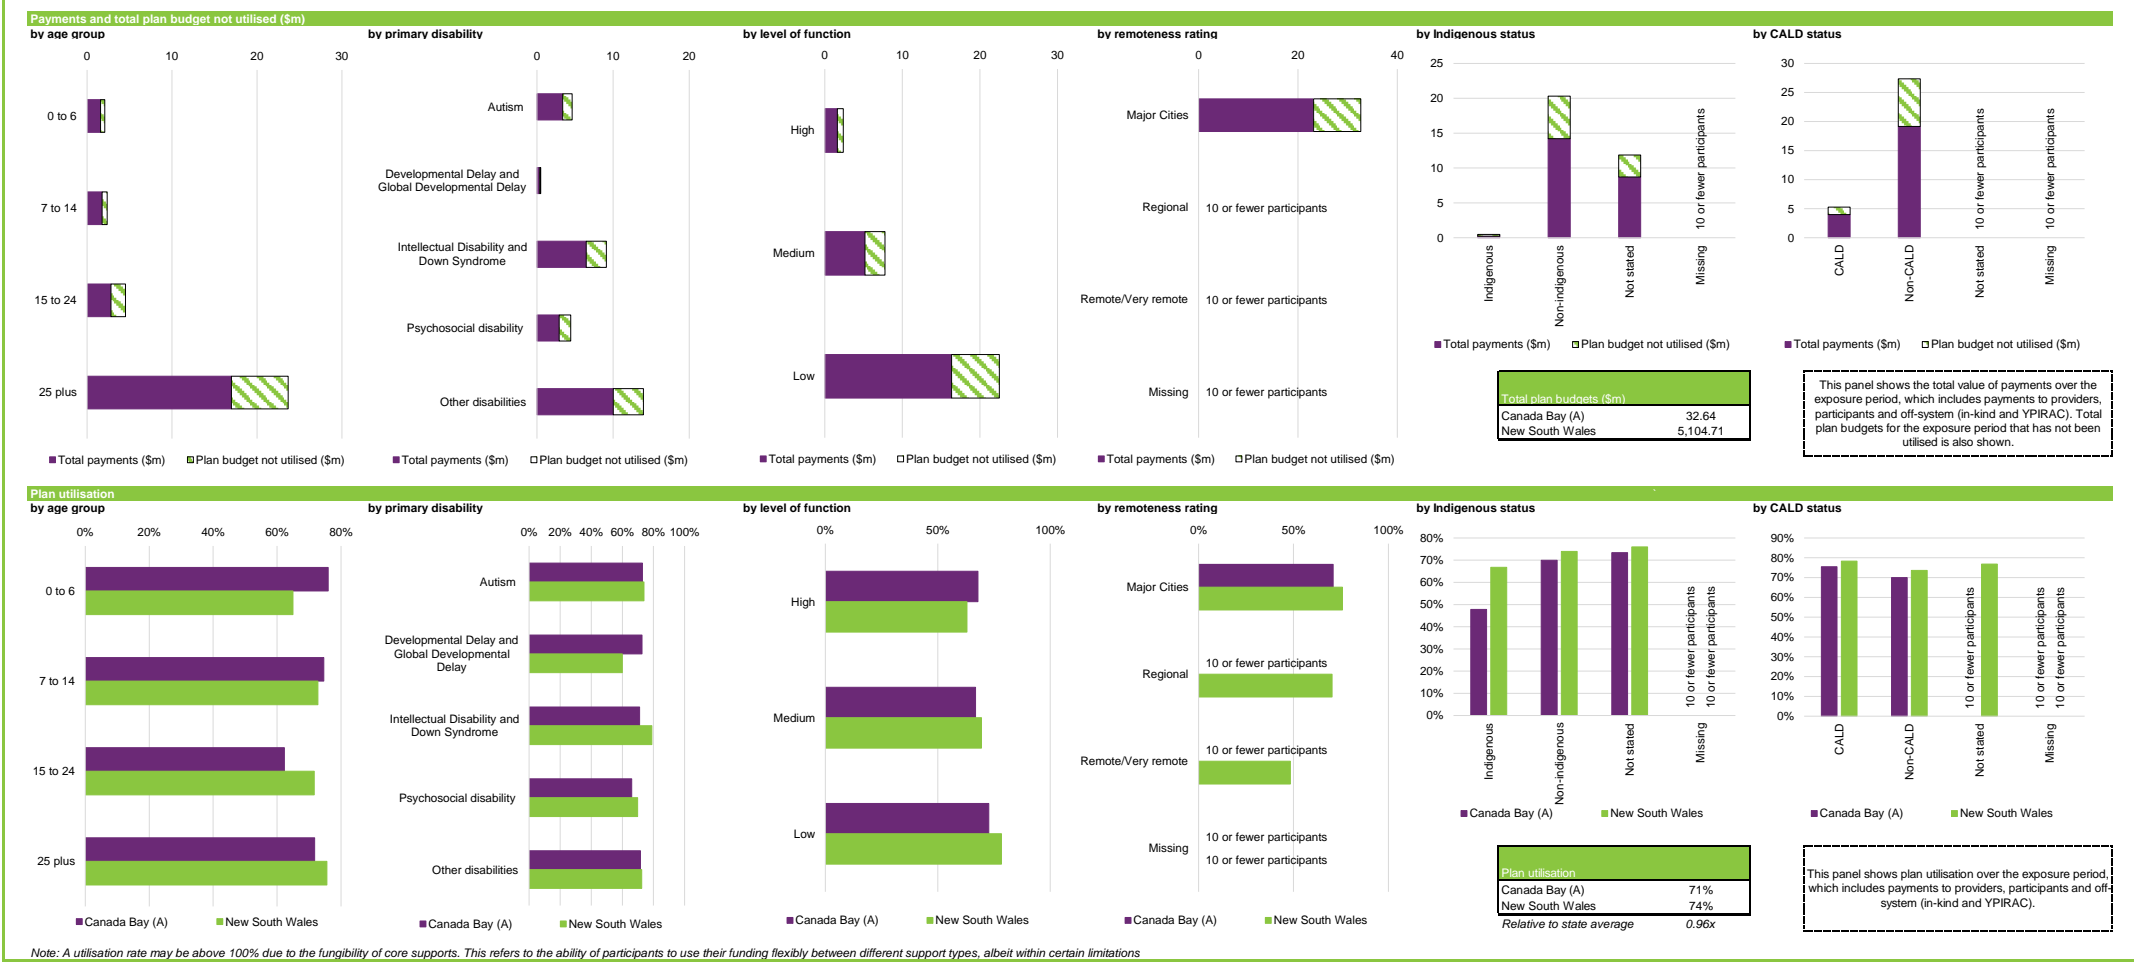 Payments and total plan budget not utilised ($m)
by age group
0 10 20 30
0 to 6
7 to 14
15 to 24
25 plus
Total payments ($m) Plan budget not utilised ($m)
by primary disability
0 10 20
Autism
Developmental Delay and
Global Developmental Delay
Intellectual Disability and
Down Syndrome
Psychosocial disability
Other disabilities
Total payments ($m) Plan budget not utilised ($m)
by level of function
0 10 20 30
High
Medium
Low
Total payments ($m) Plan budget not utilised ($m)
by remoteness rating
0 20 40
Major Cities
Regional 10 or fewer participants
Remote/Very remote 10 or fewer participants
Missing 10 or fewer participants
Total payments ($m) Plan budget not utilised ($m)
by Indigenous status
25
20
15
10
5
0
10 or fewer participants
Indigenous
Non-indigenous
Not stated
Missing
Total payments ($m) Plan budget not utilised ($m)
Total plan budgets ($m)
Canada Bay (A) 32.64
New South Wales 5,104.71
by CALD status
30
25
20
15
10
5
0
10 or fewer participants
10 or fewer participants
CALD
Non-CALD
Not stated
Missing
Total payments ($m) Plan budget not utilised ($m)
This panel shows the total value of payments over the
exposure period, which includes payments to providers,
participants and off-system (in-kind and YPIRAC). Total
plan budgets for the exposure period that has not been
utilised is also shown.
Plan utilisation
by age group
0% 20% 40% 60% 80%
0 to 6
7 to 14
15 to 24
25 plus
Canada Bay (A) New South Wales
by primary disability
0% 20% 40% 60% 80% 100%
Autism
Developmental Delay and
Global Developmental
Delay
Intellectual Disability and
Down Syndrome
Psychosocial disability
Other disabilities
Canada Bay (A) New South Wales
by level of function
0% 50% 100%
High
Medium
Low
Canada Bay (A) New South Wales
by remoteness rating
0% 50% 100%
Major Cities
10 or fewer participants
Regional
10 or fewer participants
Remote/Very remote
10 or fewer participants
Missing
10 or fewer participants
Canada Bay (A) New South Wales
by Indigenous status
80%
70%
60%
50%
40%
30%
20%
10%
0%
10 or fewer participants
10 or fewer participants
Indigenous
Non-indigenous
Not stated
Missing
Canada Bay (A) New South Wales
Plan utilisation
Canada Bay (A) 71%
New South Wales 74%
Relative to state average 0.96x
by CALD status
90%
80%
70%
60%
50%
40%
30%
20%
10%
0%
10 or fewer participants
10 or fewer participants
10 or fewer participants
CALD
Non-CALD
Not stated
Missing
Canada Bay (A) New South Wales
This panel shows plan utilisation over the exposure period,
which includes payments to providers, participants and off-
system (in-kind and YPIRAC).
Note: A utilisation rate may be above 100% due to the fungibility of core supports. This refers to the ability of participants to use their funding flexibly between different support types, albeit within certain limitations